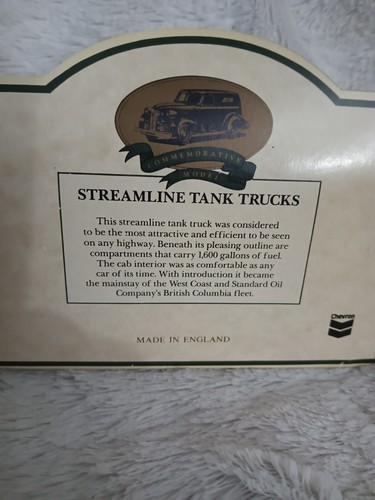 COMMEMORATIVE
MODEL
STREAMLINE TANK TRUCKS
This streamline tank truck was considered
to be the most attractive and efficient to be seen
on any highway. Beneath its pleasing outline are
compartments that carry 1,600 gallons of fuel.
The cab interior was as comfortable as any
car of its time. With introduction it became
the mainstay of the West Coast and Standard Oil
Company's British Columbia fleet.
Chevron
MADE IN ENGLAND